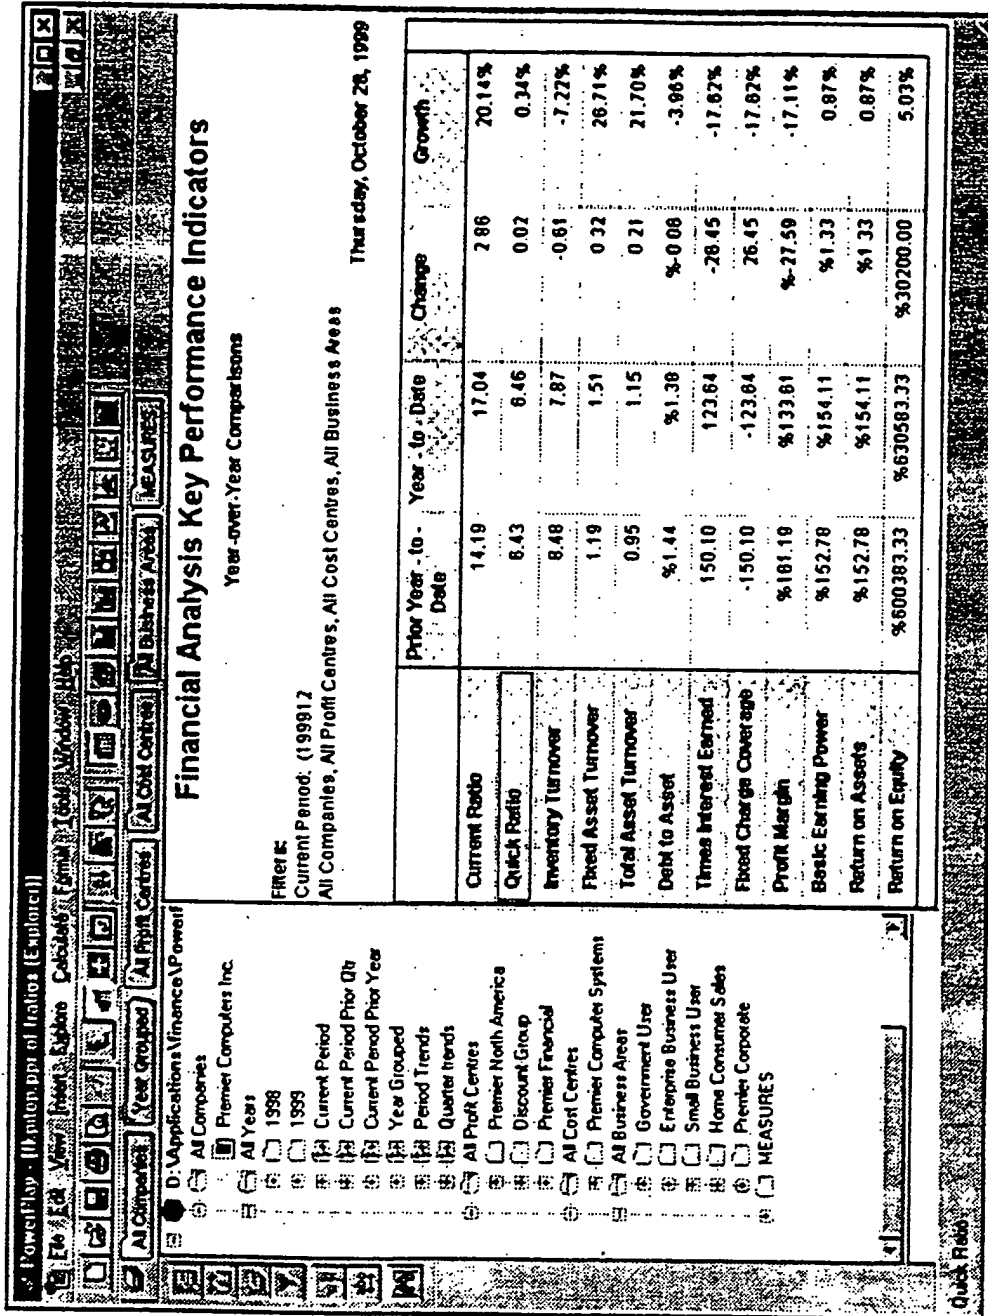 PowerPlay - [(Untitled) of fratios (Explorer)]
File Edit View Insert Explore Calculate Format Tools Window Help
All Companies Year Grouped All Profit Centres All Cost Centres All Business Areas MEASURES
D:\Applications\finance\Powerf
All Companies
Premier Computers Inc.
All Years
1998
1999
Current Period
Current Period Prior Qtr
Current Period Prior Year
Year Grouped
Period Trends
Quarter trends
All Profit Centres
Premier North America
Discount Group
Premier Financial
All Cost Centres
Premier Computer Systems
All Business Areas
Government User
Enterprise Business User
Small Business User
Home Consumer Sales
Premier Corporate
MEASURES
Financial Analysis Key Performance Indicators
Year-over-Year Comparisons
Thursday, October 28, 1999
Filters:
Current Period: (199912
All Companies, All Profit Centres, All Cost Centres, All Business Areas
Prior Year - to - Date Year - to - Date Change Growth
Current Ratio 14.19 17.04 2.86 20.14%
Quick Ratio 6.43 6.46 0.02 0.34%
Inventory Turnover 8.48 7.87 -0.61 -7.22%
Fixed Asset Turnover 1.19 1.51 0.32 26.71%
Total Asset Turnover 0.95 1.15 0.21 21.70%
Debt to Asset %1.44 %1.38 %-0.08 -3.96%
Times Interest Earned 150.10 123.64 -26.45 -17.62%
Fixed Charge Coverage -150.10 -123.64 26.45 -17.62%
Profit Margin %161.19 %133.61 %-27.59 -17.11%
Basic Earning Power %152.78 %154.11 %1.33 0.87%
Return on Assets %152.78 %154.11 %1.33 0.87%
Return on Equity %600383.33 %630583.33 %30200.00 5.03%
Quick Ratio